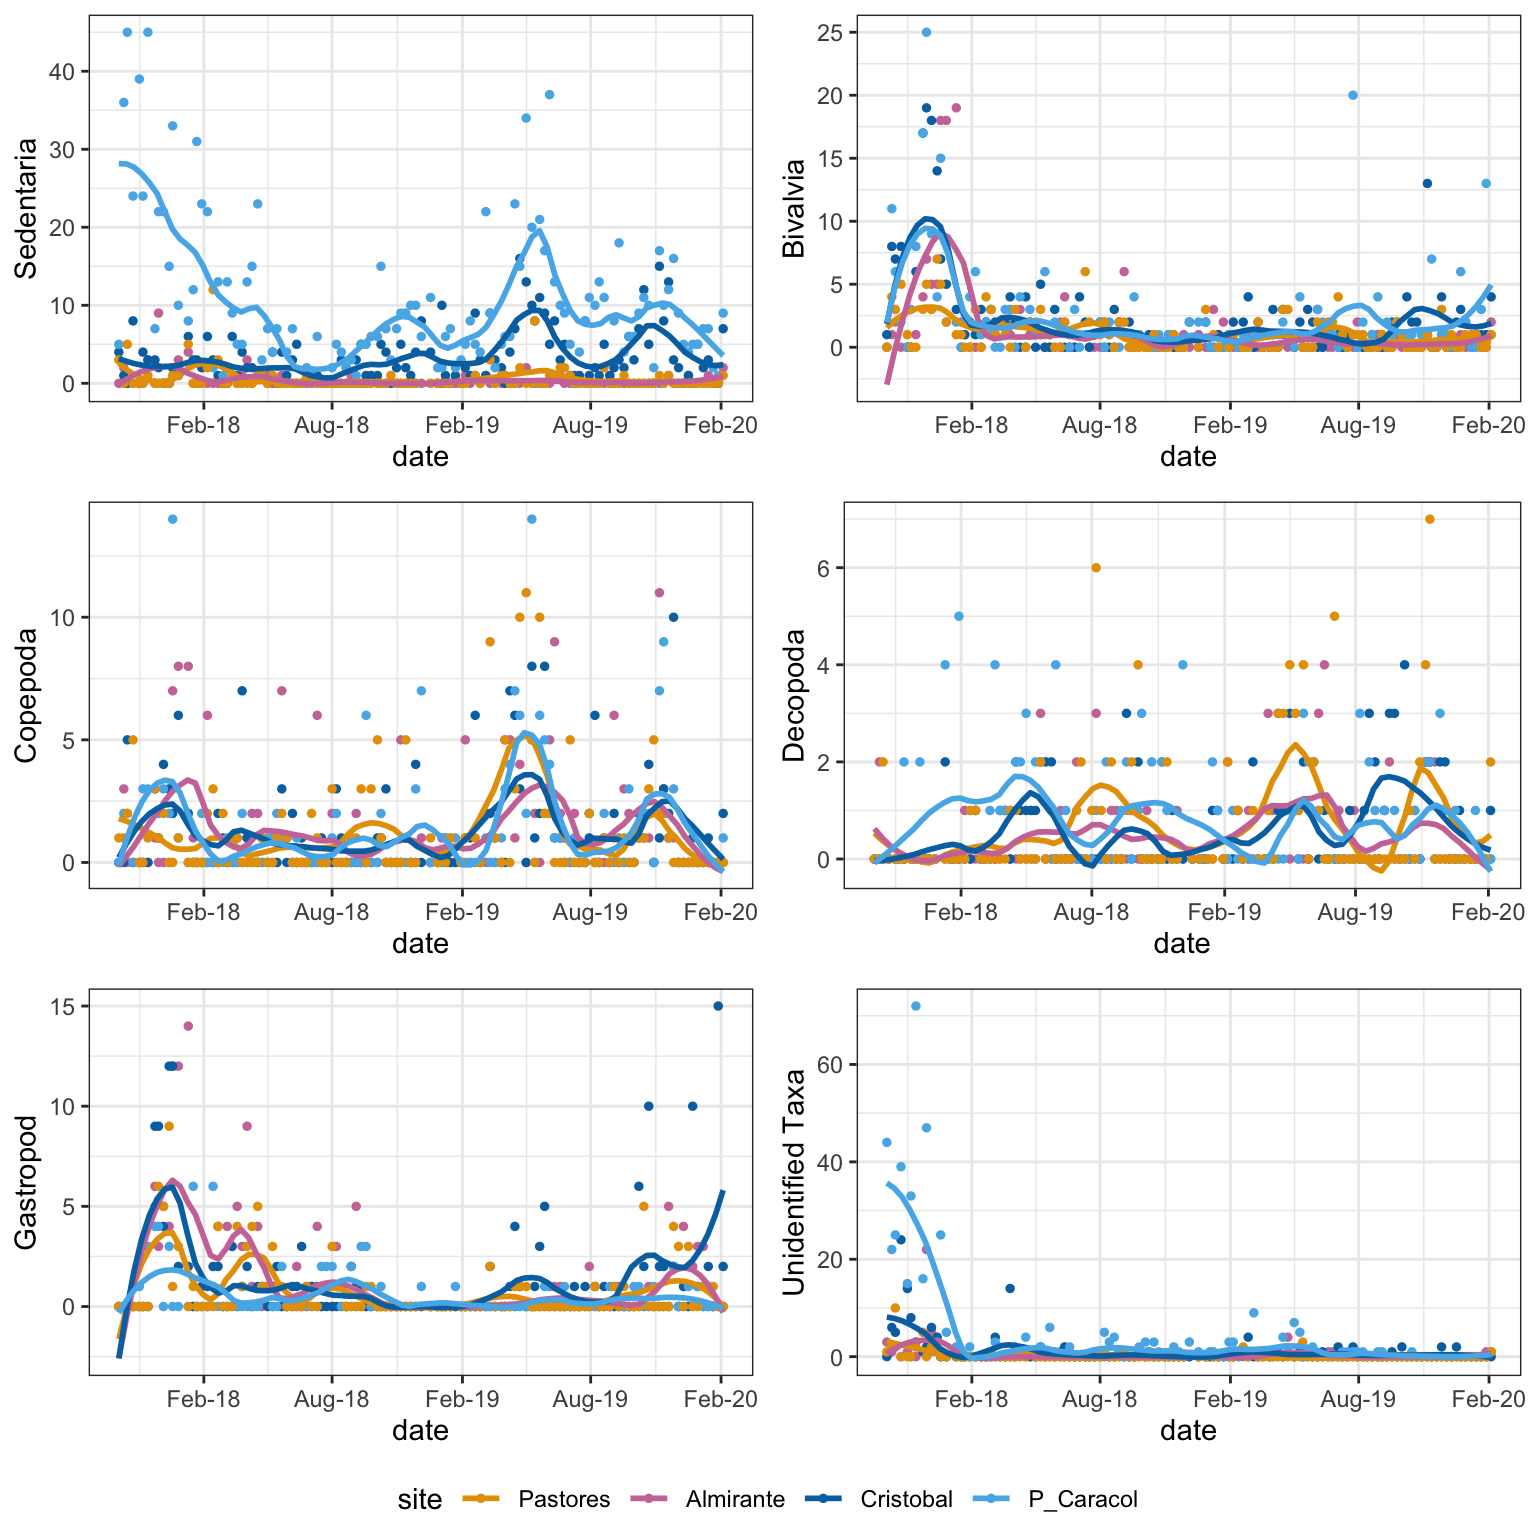 Sedentaria
40
30
20
10
0
Feb-18 Aug-18 Feb-19 Aug-19 Feb-20
date
Bivalvia
25
20
15
10
5
0
Feb-18 Aug-18 Feb-19 Aug-19 Feb-20
date
Copepoda
10
5
0
Feb-18 Aug-18 Feb-19 Aug-19 Feb-20
date
Decopoda
6
4
2
0
Feb-18 Aug-18 Feb-19 Aug-19 Feb-20
date
Gastropod
15
10
5
0
Feb-18 Aug-18 Feb-19 Aug-19 Feb-20
date
Unidentified Taxa
60
40
20
0
Feb-18 Aug-18 Feb-19 Aug-19 Feb-20
date
site Pastores Almirante Cristobal P_Caracol